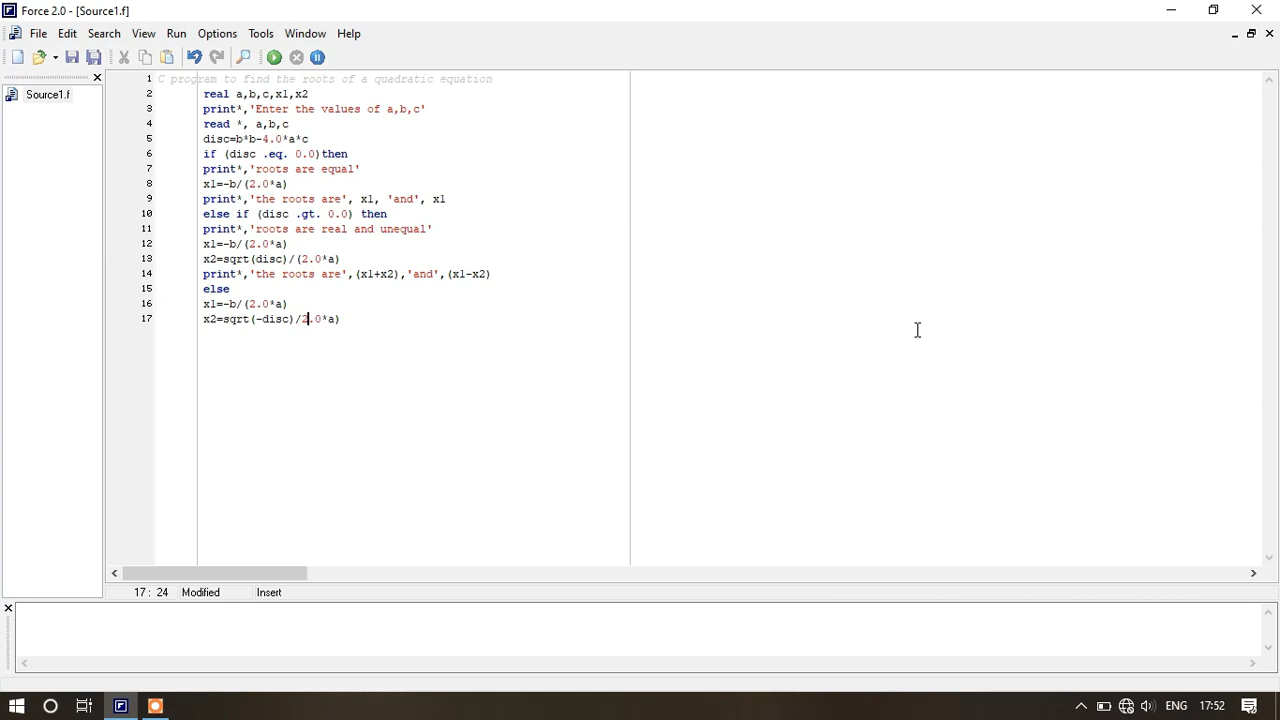 Force 2.0 - [Source1.f]
File Edit Search View Run Options Tools Window Help
Source1.f
1 C program to find the roots of a quadratic equation
2 real a,b,c,x1,x2
3 print*,'Enter the values of a,b,c'
4 read *, a,b,c
5 disc=b*b-4.0*a*c
6 if (disc .eq. 0.0)then
7 print*,'roots are equal'
8 x1=-b/(2.0*a)
9 print*,'the roots are', x1, 'and', x1
10 else if (disc .gt. 0.0) then
11 print*,'roots are real and unequal'
12 x1=-b/(2.0*a)
13 x2=sqrt(disc)/(2.0*a)
14 print*,'the roots are',(x1+x2),'and',(x1-x2)
15 else
16 x1=-b/(2.0*a)
17 x2=sqrt(-disc)/2.0*a)
17: 24 Modified Insert
ENG 17:52